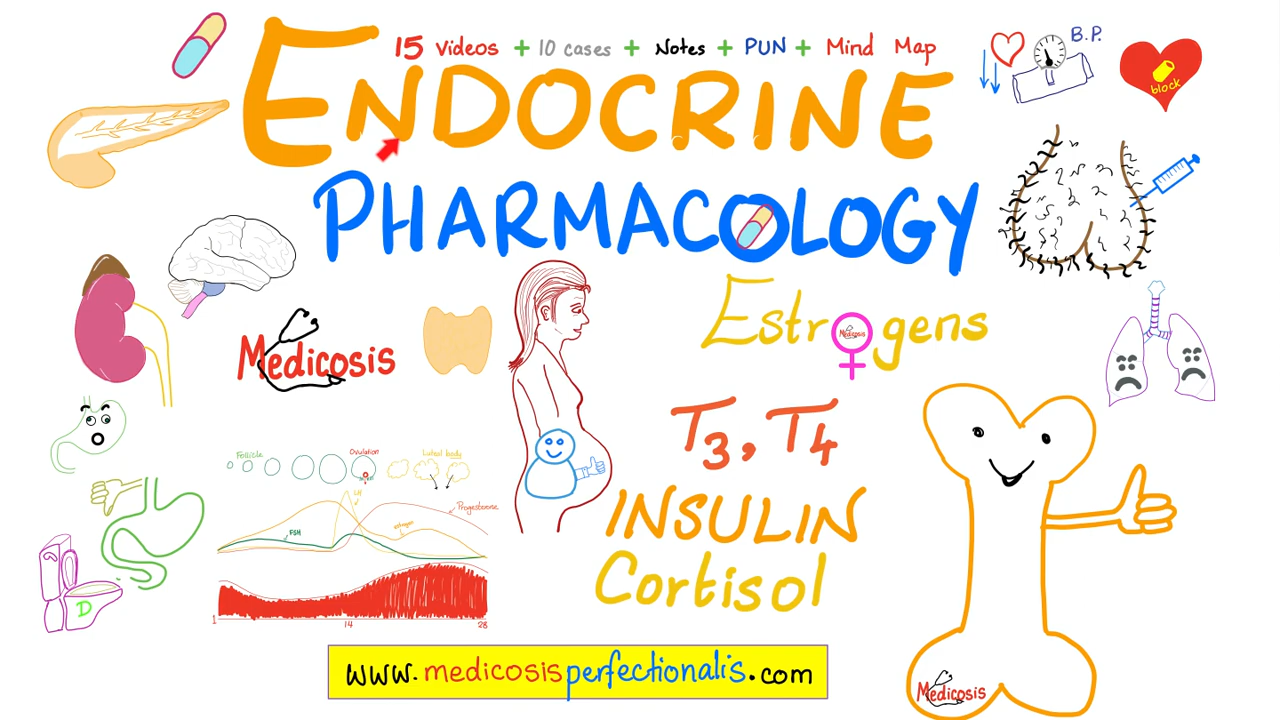 15 Videos + 10 cases + Notes + PUN + Mind Map
B.P.
block
ENDOCRINE
PHARMACOLOGY
Estrogens
Medicosis
Medicosis
T3, T4
Follicle
Ovulation
Luteal body
LH
Progesterone
FSH
estrogen
INSULIN
Cortisol
D
1
14
28
www.medicosisperfectionalis.com
Medicosis